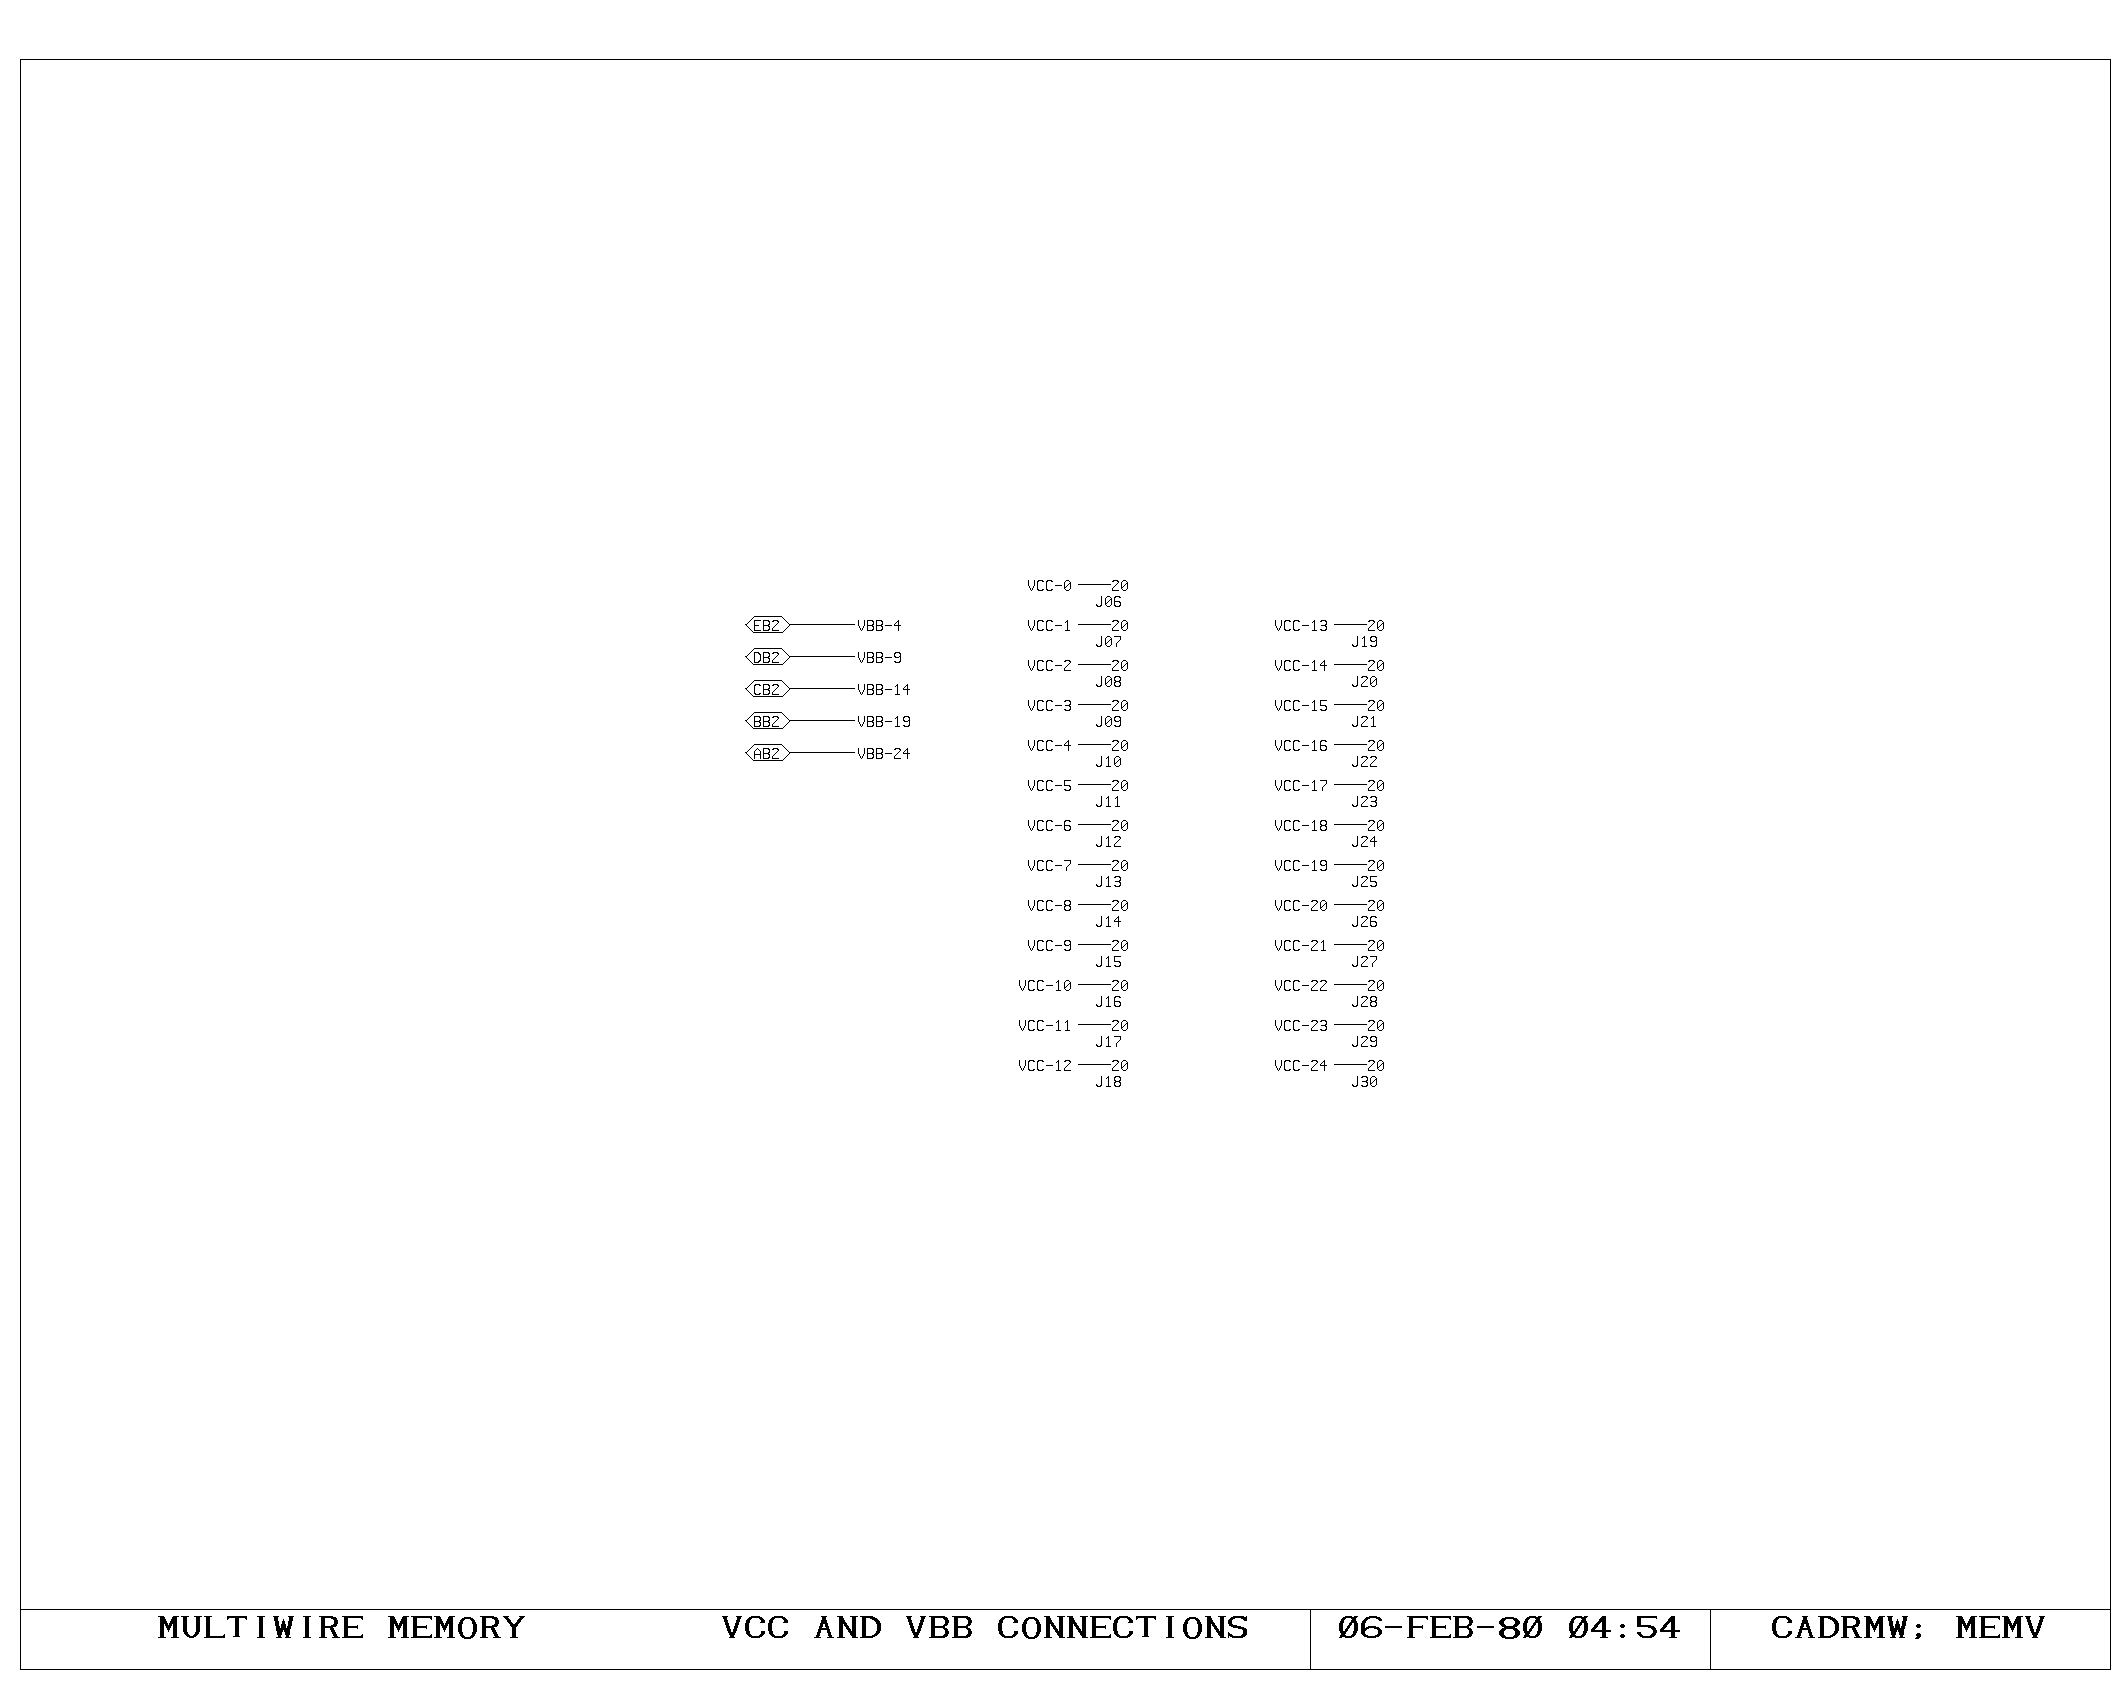 EB2 VBB-4
DB2 VBB-9
CB2 VBB-14
BB2 VBB-19
AB2 VBB-24
VCC-0 20
J06
VCC-1 20
J07
VCC-2 20
J08
VCC-3 20
J09
VCC-4 20
J10
VCC-5 20
J11
VCC-6 20
J12
VCC-7 20
J13
VCC-8 20
J14
VCC-9 20
J15
VCC-10 20
J16
VCC-11 20
J17
VCC-12 20
J18
VCC-13 20
J19
VCC-14 20
J20
VCC-15 20
J21
VCC-16 20
J22
VCC-17 20
J23
VCC-18 20
J24
VCC-19 20
J25
VCC-20 20
J26
VCC-21 20
J27
VCC-22 20
J28
VCC-23 20
J29
VCC-24 20
J30
MULTIWIRE MEMORY VCC AND VBB CONNECTIONS 06-FEB-80 04:54 CADRMW; MEMV